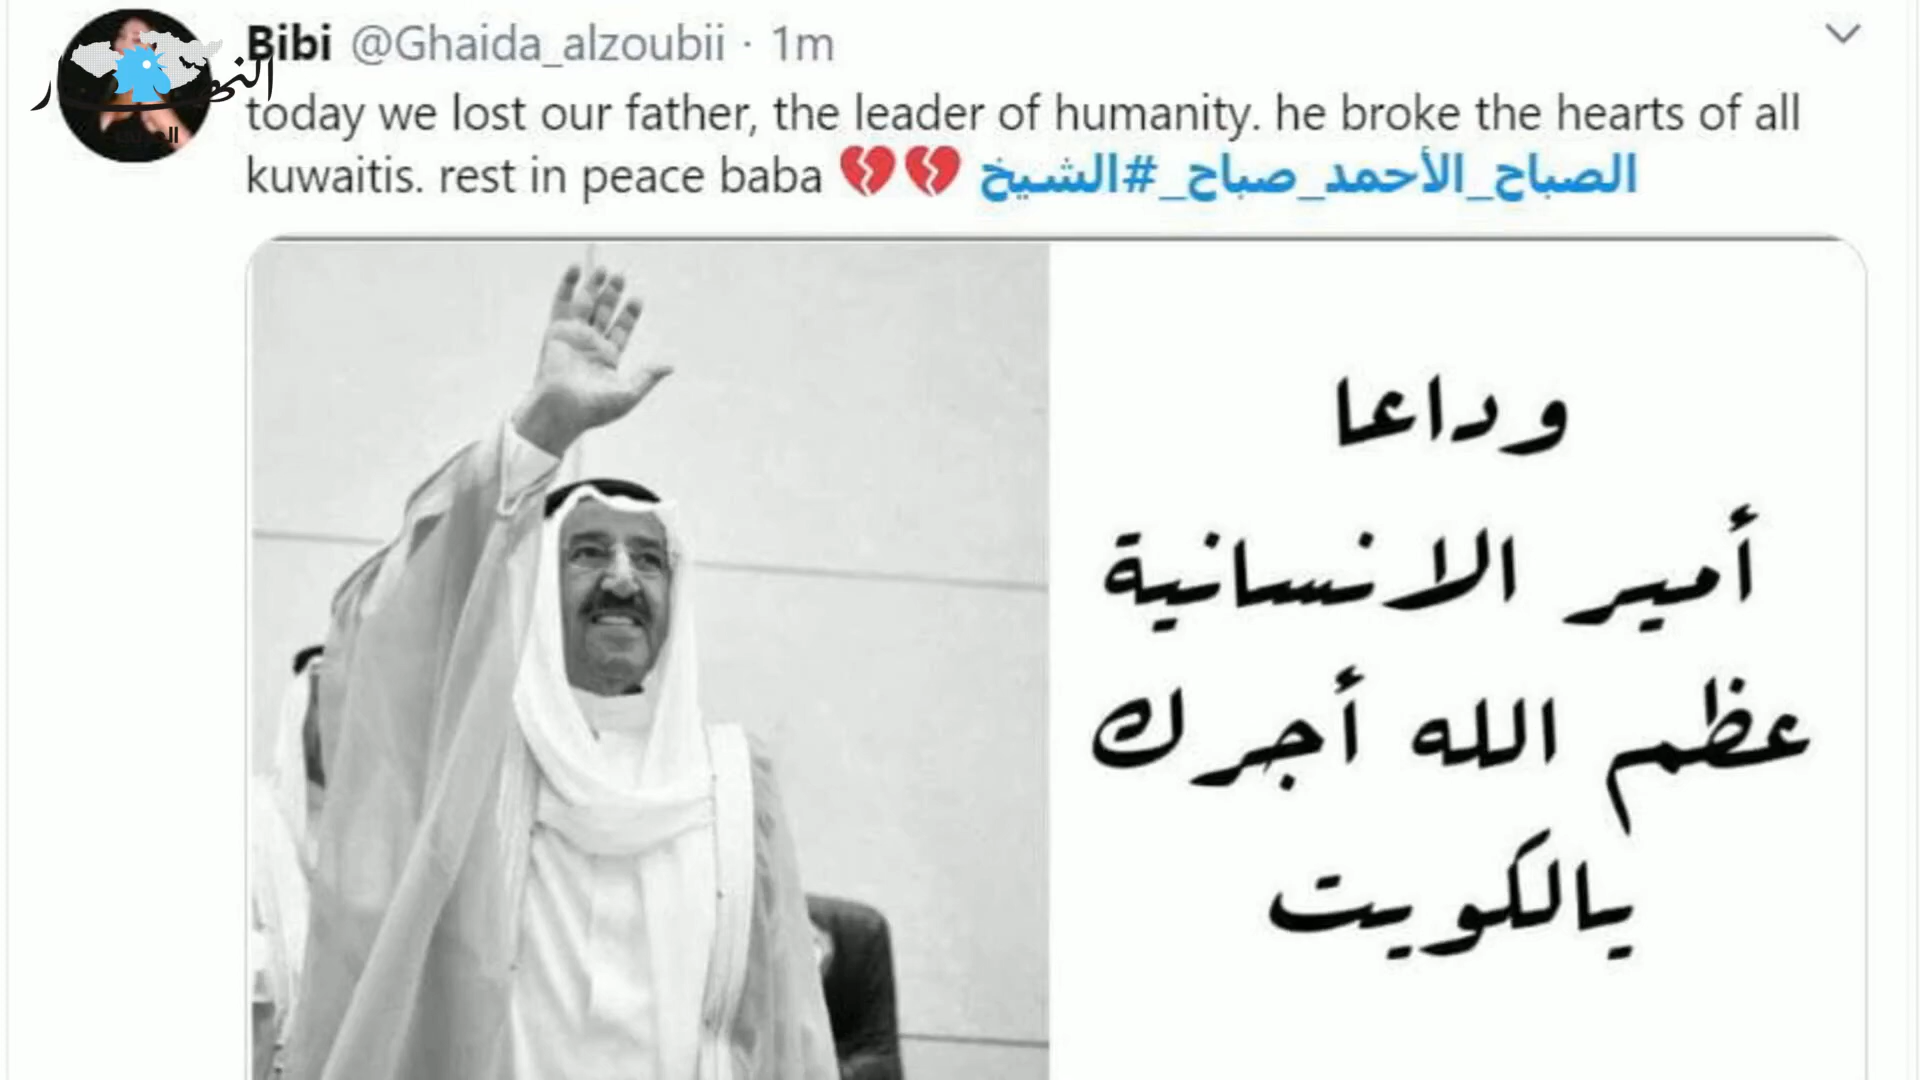 Bibi @Ghaida_alzoubii · 1m
النهار
today we lost our father, the leader of humanity. he broke the hearts of all
kuwaitis. rest in peace baba 💔💔 #الشيخ_صباح_الأحمد_الصباح
وداعا
أمير الانسانية
عظم الله أجرك
يالكويت